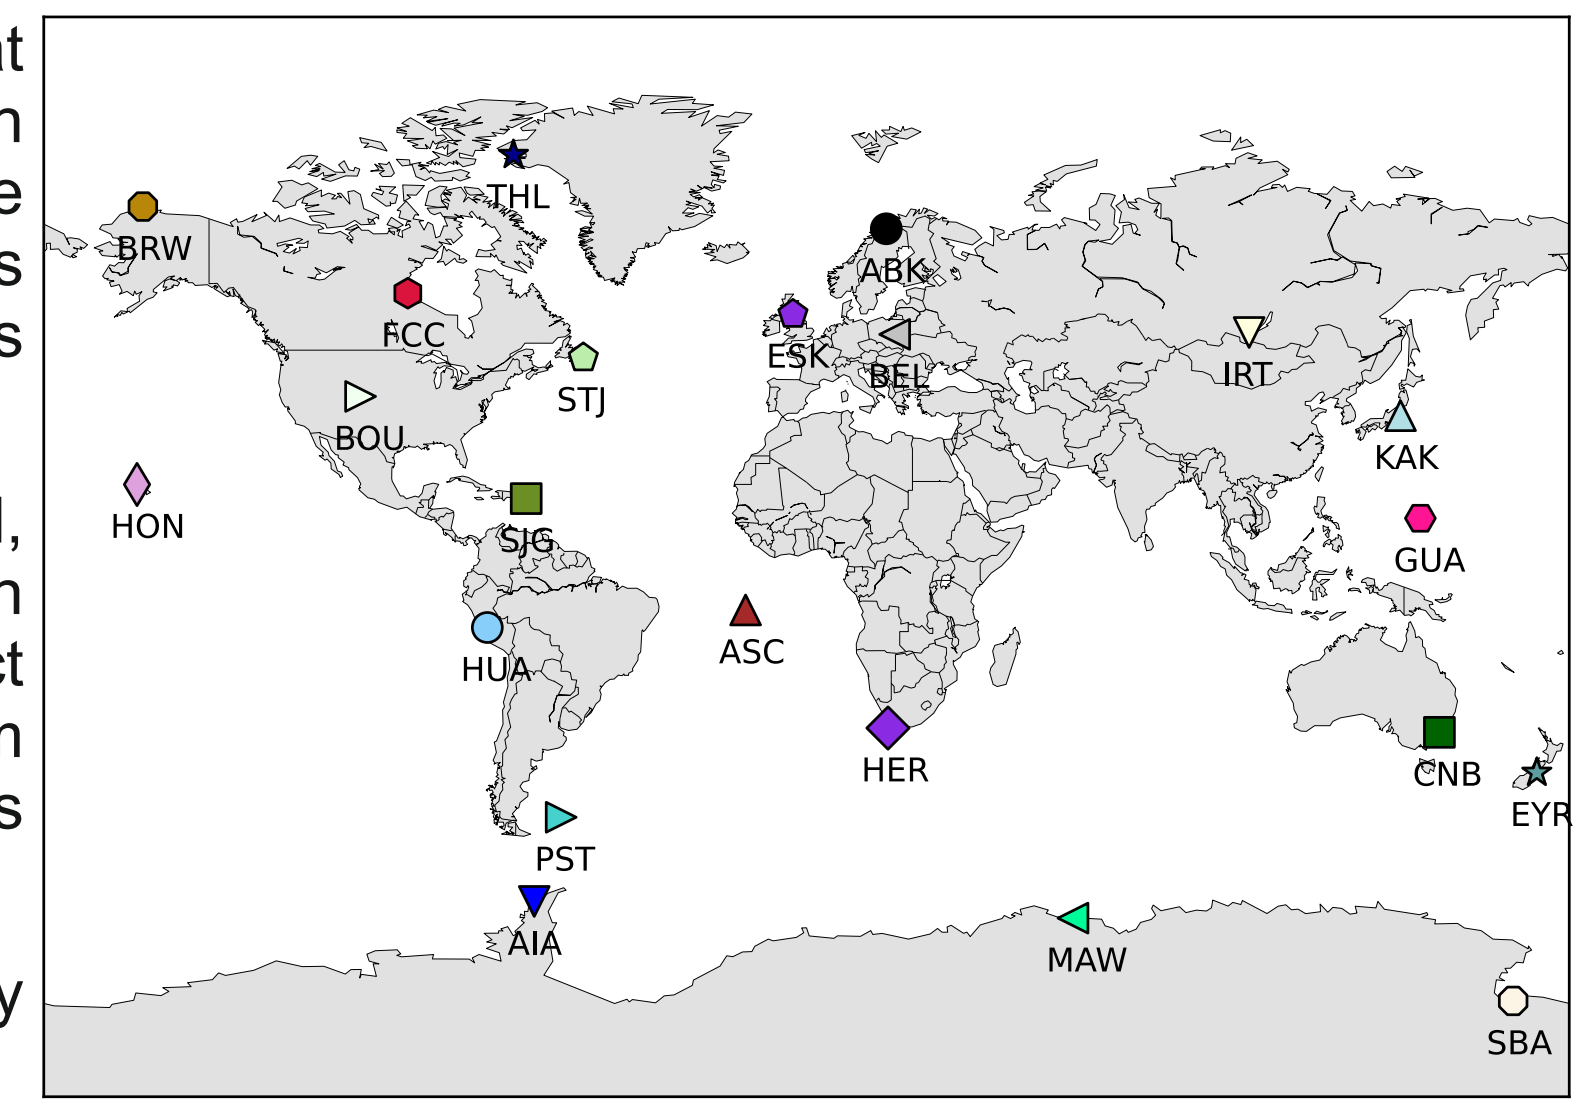 THL
BRW
ABK
FCC
ESK
BEL
IRT
STJ
BOU
KAK
HON
SJG
GUA
ASC
HUA
HER
CNB
EYR
PST
AIA
MAW
SBA